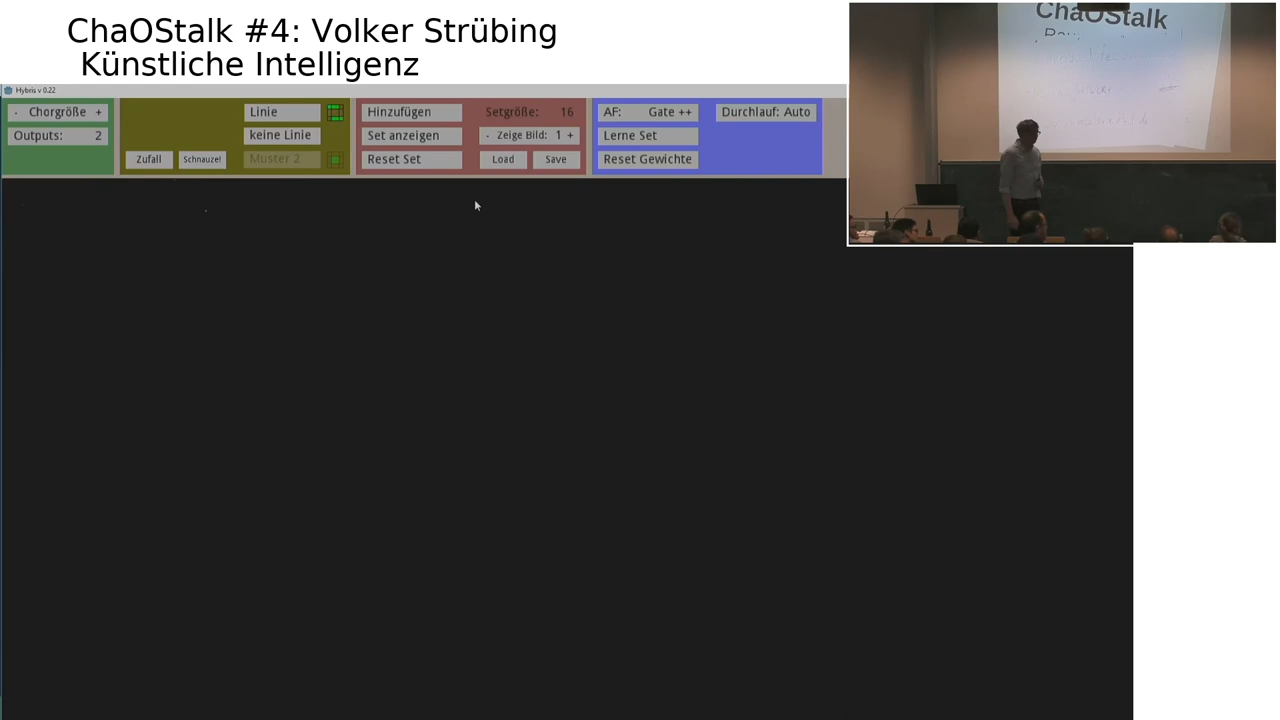 ChaOStalk #4: Volker Strübing
Künstliche Intelligenz
Hybris v 0.22
- Chorgröße +
Outputs: 2
Linie
keine Linie
Zufall Schnauze! Muster 2
Hinzufügen Setgröße: 16
Set anzeigen - Zeige Bild: 1 +
Reset Set Load Save
AF: Gate ++ Durchlauf: Auto
Lerne Set
Reset Gewichte
ChaOStalk